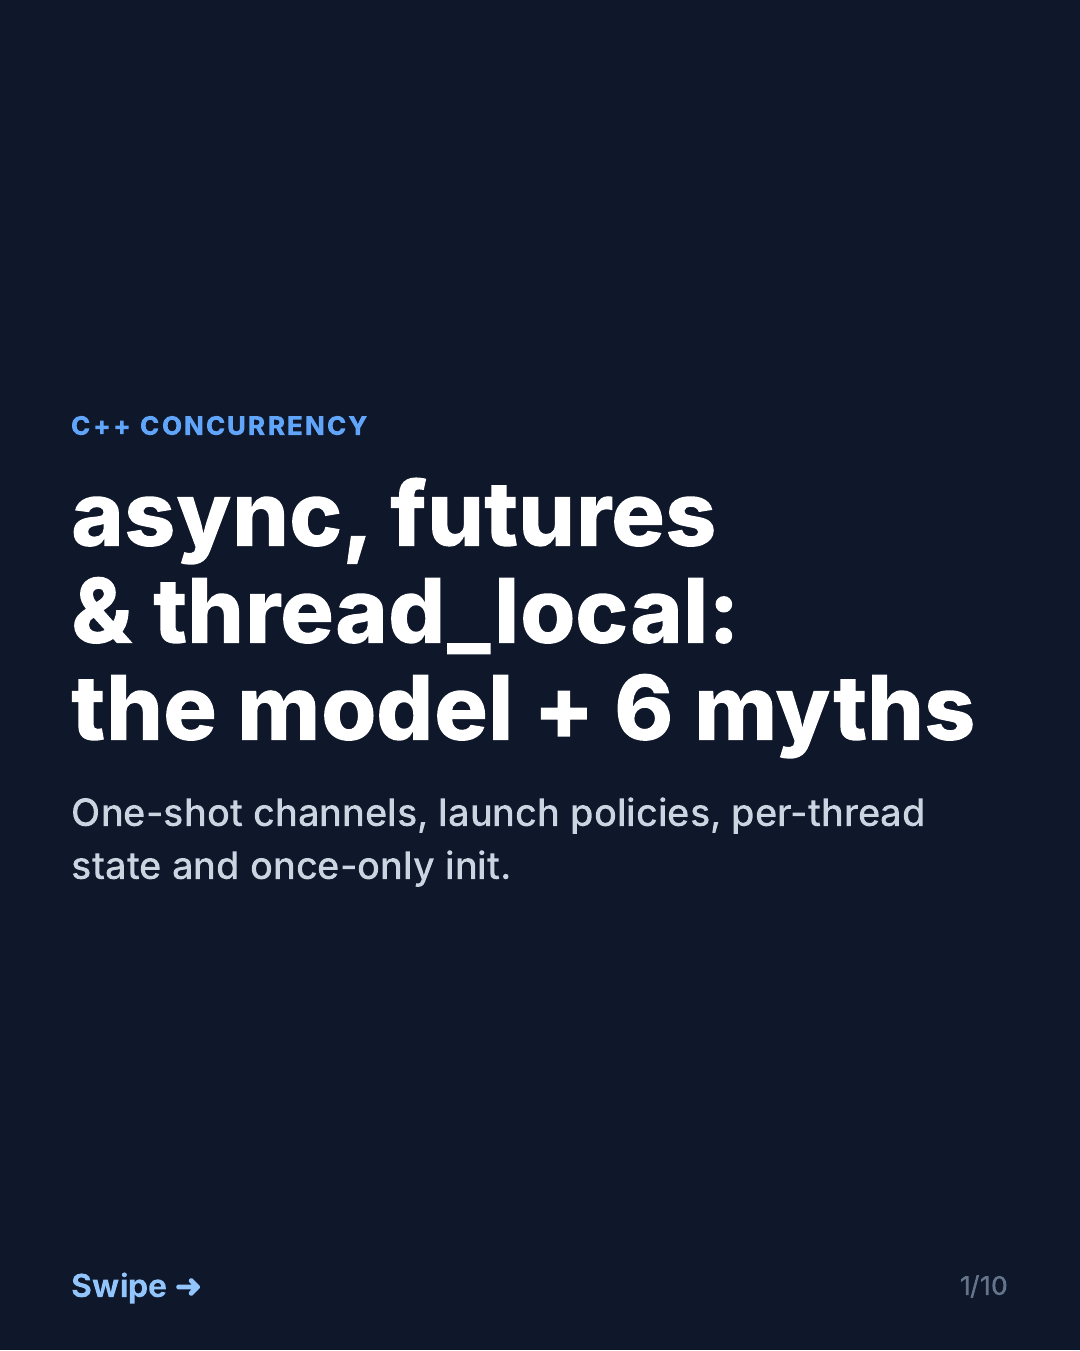 C++ CONCURRENCY
async, futures
& thread_local:
the model + 6 myths
One-shot channels, launch policies, per-thread
state and once-only init.
Swipe ➜
1/10